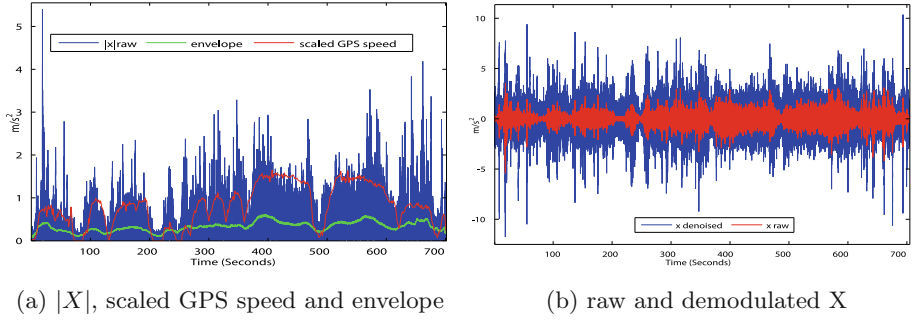 m/s²
5
4
3
2
1
0
|x|raw envelope scaled GPS speed
100 200 300 400 500 600 700
Time (Seconds)
(a) |X|, scaled GPS speed and envelope
m/s²
10
5
0
-5
-10
x denoised x raw
100 200 300 400 500 600 700
Time (Seconds)
(b) raw and demodulated X